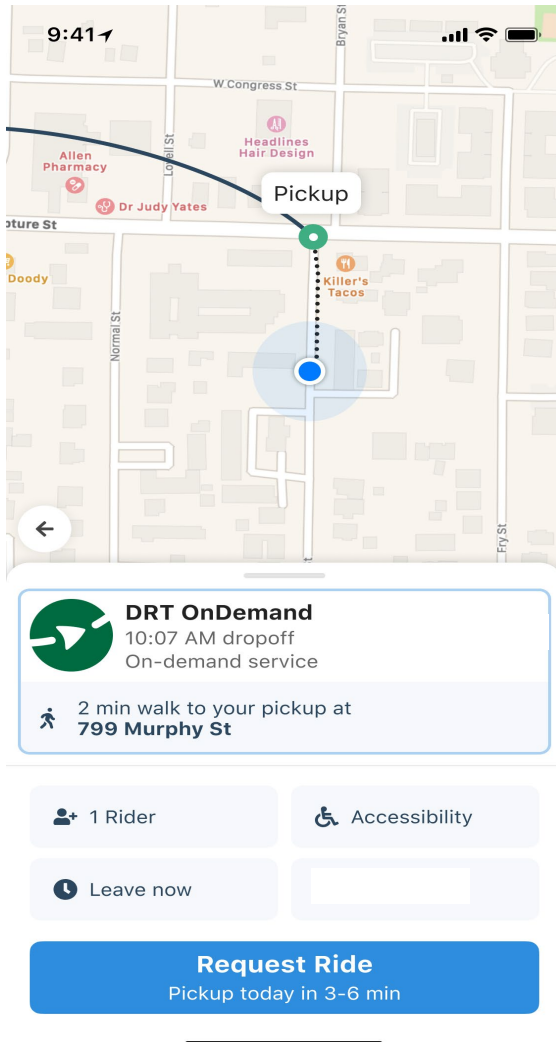 9:41
Bryan St
W Congress St
Headlines
Hair Design
Lovell St
Allen
Pharmacy
Pickup
Dr Judy Yates
pture St
Killer's
Tacos
Doody
Normal St
Fry St
t
DRT OnDemand
10:07 AM dropoff
On-demand service
2 min walk to your pickup at
799 Murphy St
1 Rider
Accessibility
Leave now
Request Ride
Pickup today in 3-6 min